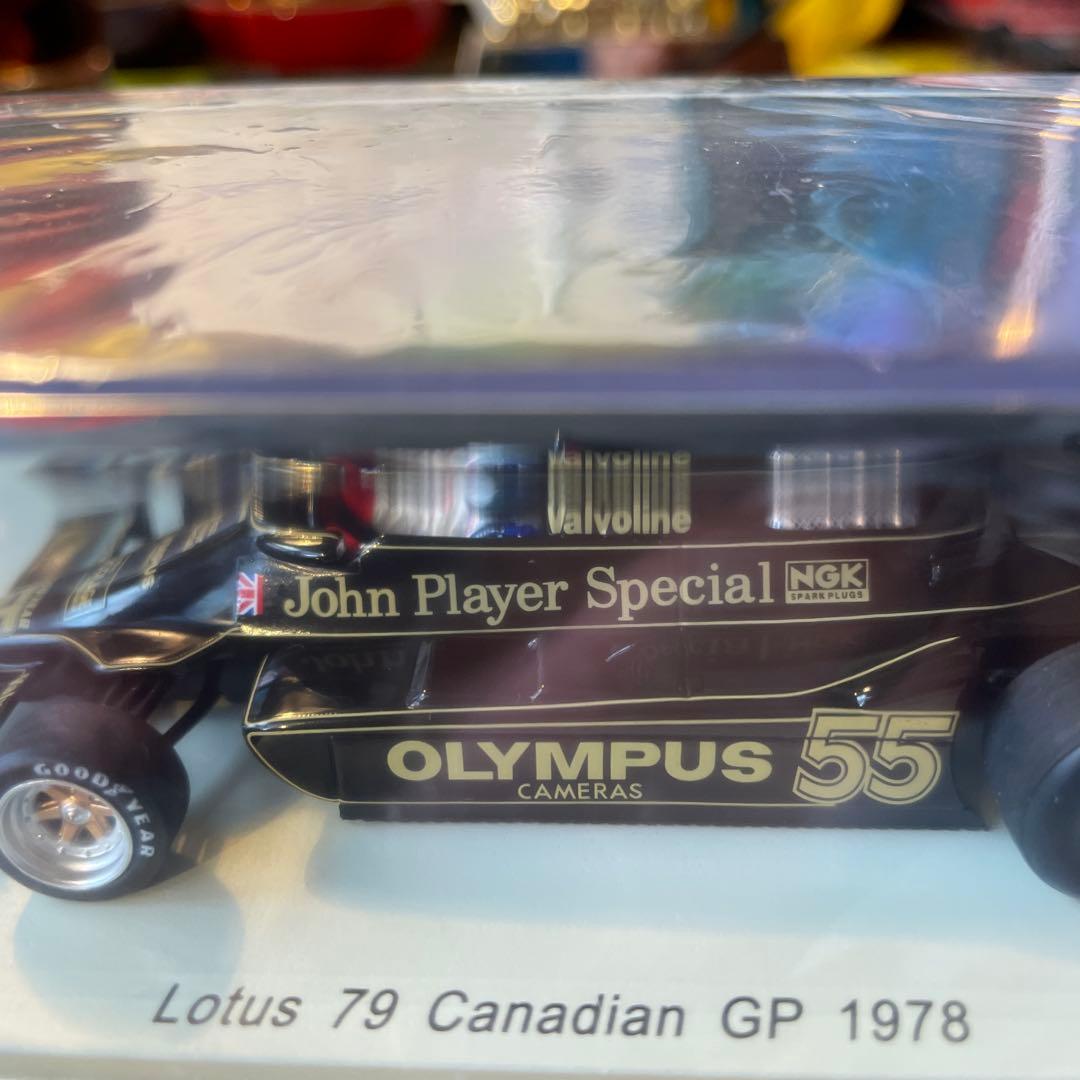 Valvoline
Valvoline
John Player Special
NGK
SPARK PLUGS
OLYMPUS 55
CAMERAS
GOODYEAR
Lotus 79 Canadian GP 1978